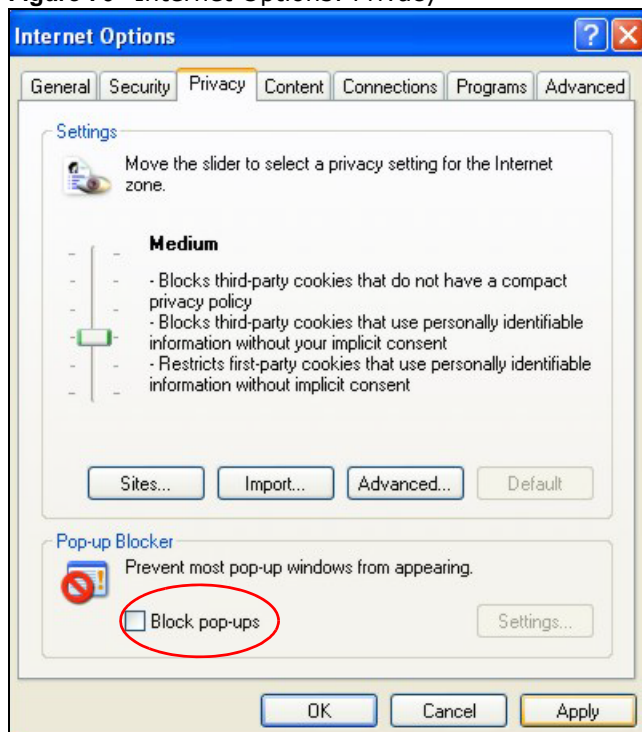 Internet Options: Privacy
Internet Options
General Security Privacy Content Connections Programs Advanced
Settings
Move the slider to select a privacy setting for the Internet
zone.
Medium
- Blocks third-party cookies that do not have a compact
privacy policy
- Blocks third-party cookies that use personally identifiable
information without your implicit consent
- Restricts first-party cookies that use personally identifiable
information without implicit consent
Sites... Import... Advanced... Default
Pop-up Blocker
Prevent most pop-up windows from appearing.
Block pop-ups Settings...
OK Cancel Apply